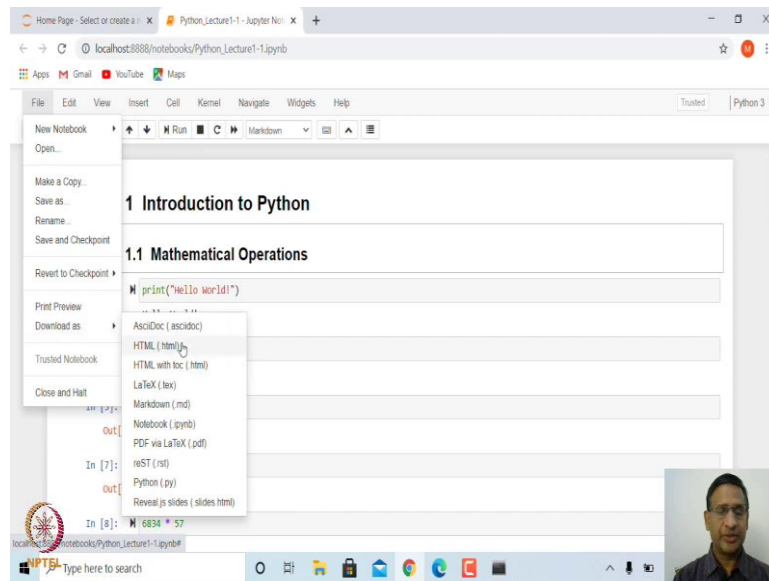 Home Page - Select or create a n
Python_Lecture1-1 - Jupyter Not
localhost:8888/notebooks/Python_Lecture1-1.ipynb
M
Apps
Gmail
YouTube
Maps
File Edit View Insert Cell Kernel Navigate Widgets Help
Trusted
Python 3
Run
Markdown
New Notebook
Open...
Make a Copy...
Save as...
Rename...
Save and Checkpoint
Revert to Checkpoint
Print Preview
Download as
Trusted Notebook
Close and Halt
1 Introduction to Python
1.1 Mathematical Operations
print("Hello World!")
AsciiDoc (.asciidoc)
HTML (.html)
HTML with toc (.html)
LaTeX (.tex)
Markdown (.md)
Notebook (.ipynb)
PDF via LaTeX (.pdf)
reST (.rst)
Python (.py)
Reveal.js slides (.slides.html)
Out[
In [7]:
Out[
In [8]: 6834 * 57
notebooks/Python_Lecture1-1.ipynb#
NPTEL
Type here to search